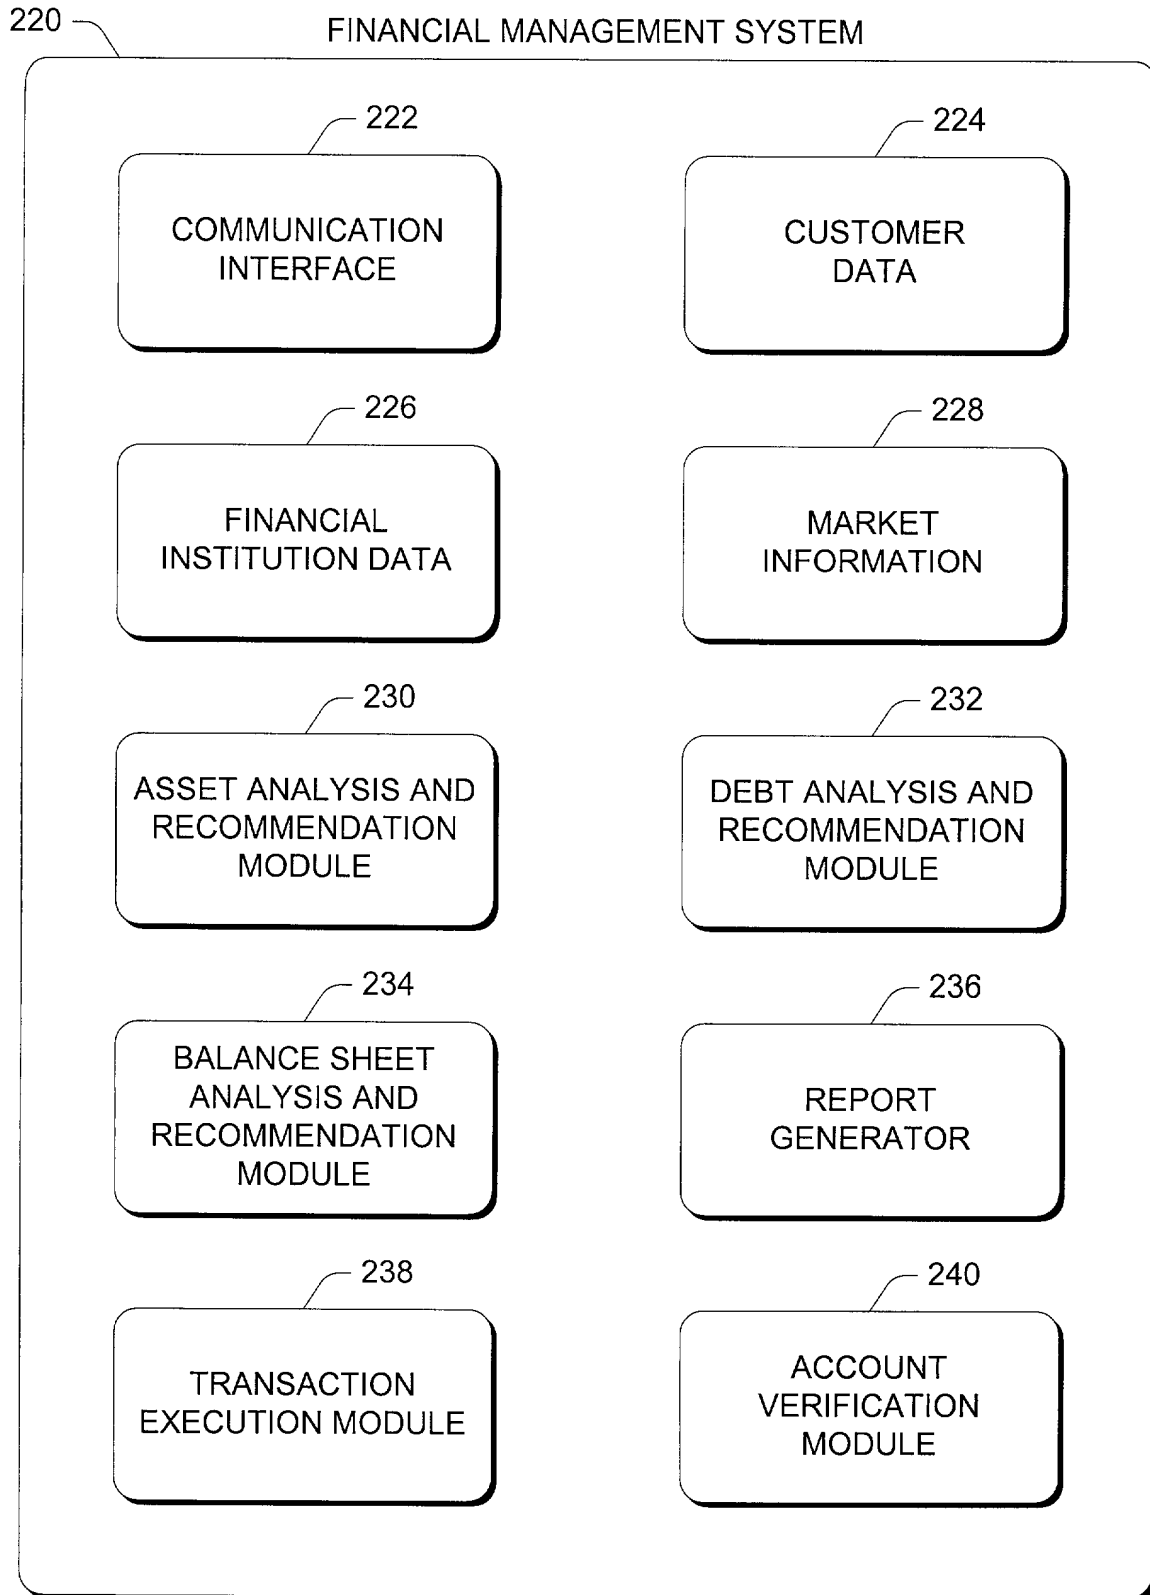 220
FINANCIAL MANAGEMENT SYSTEM
222
COMMUNICATION
INTERFACE
224
CUSTOMER
DATA
226
FINANCIAL
INSTITUTION DATA
228
MARKET
INFORMATION
230
ASSET ANALYSIS AND
RECOMMENDATION
MODULE
232
DEBT ANALYSIS AND
RECOMMENDATION
MODULE
234
BALANCE SHEET
ANALYSIS AND
RECOMMENDATION
MODULE
236
REPORT
GENERATOR
238
TRANSACTION
EXECUTION MODULE
240
ACCOUNT
VERIFICATION
MODULE